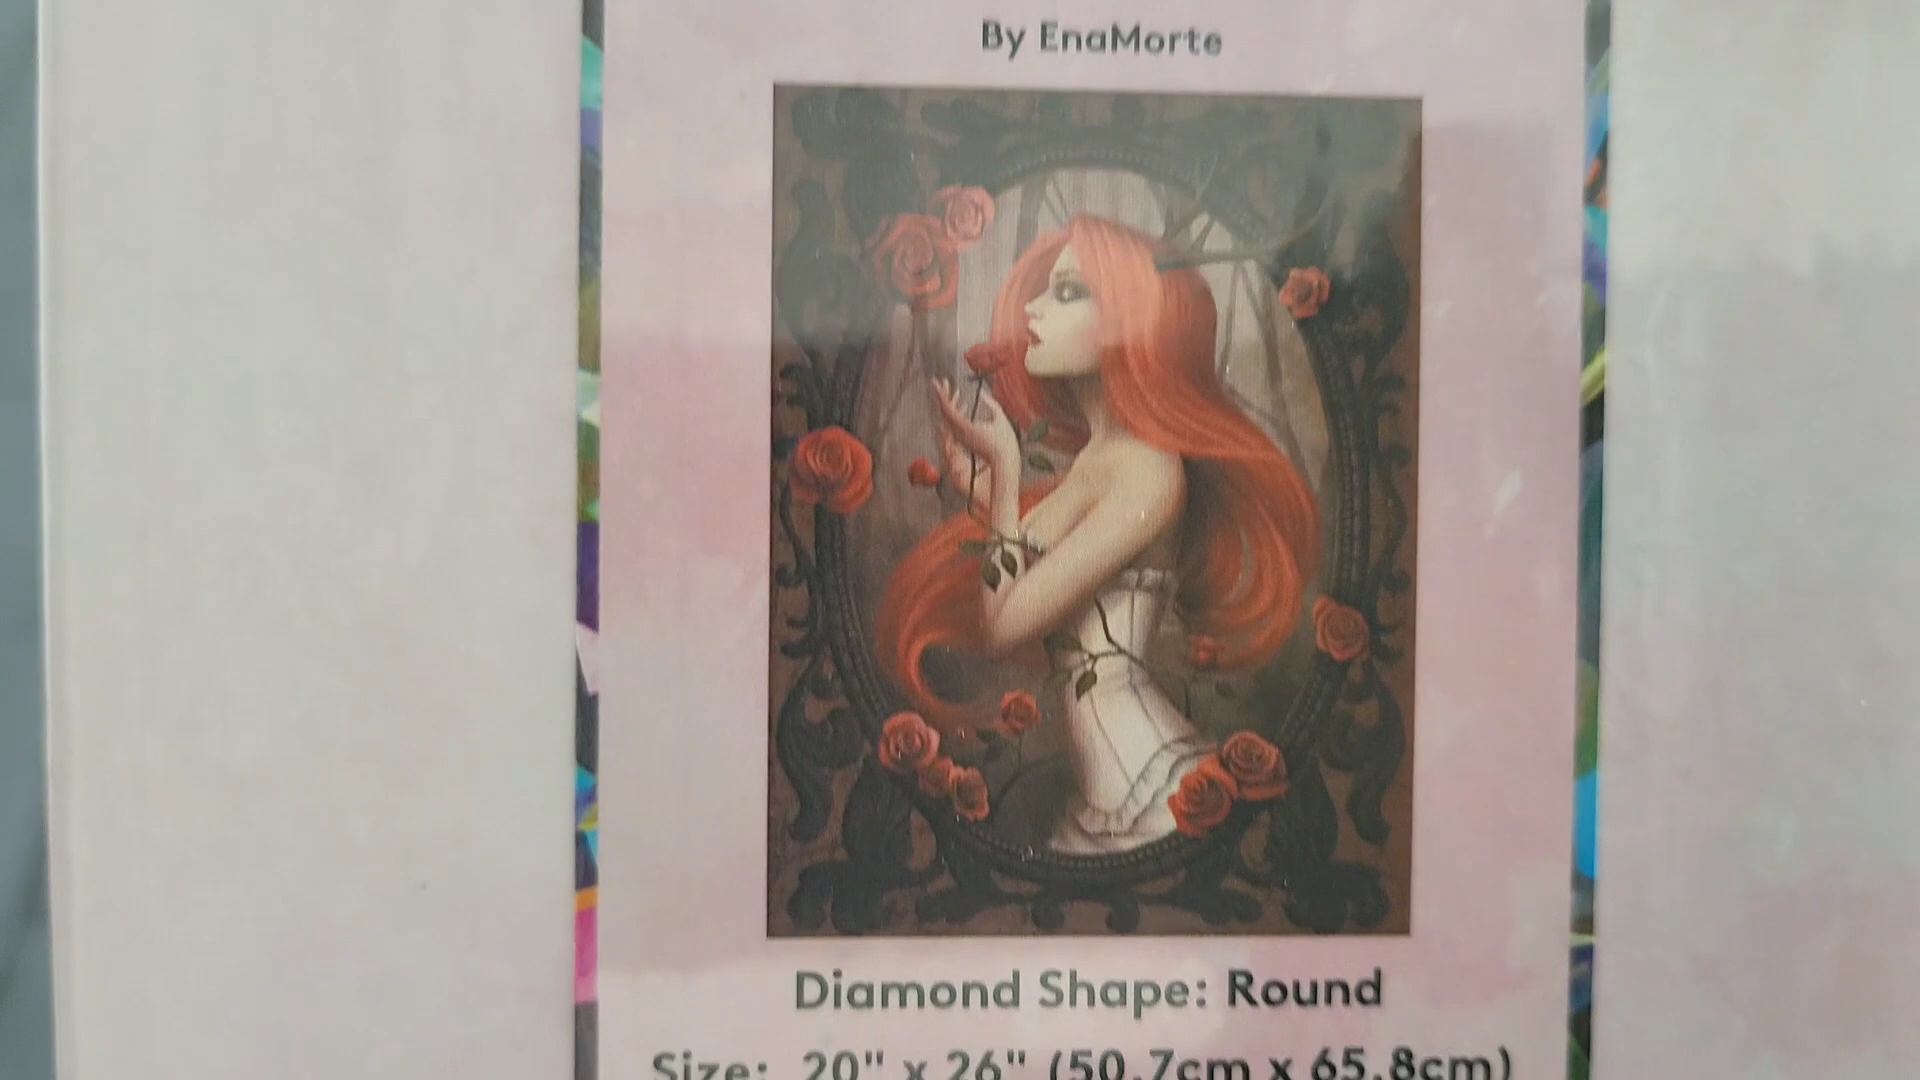 By EnaMorte
Diamond Shape: Round
Size: 20" x 26" (50.7cm x 65.8cm)